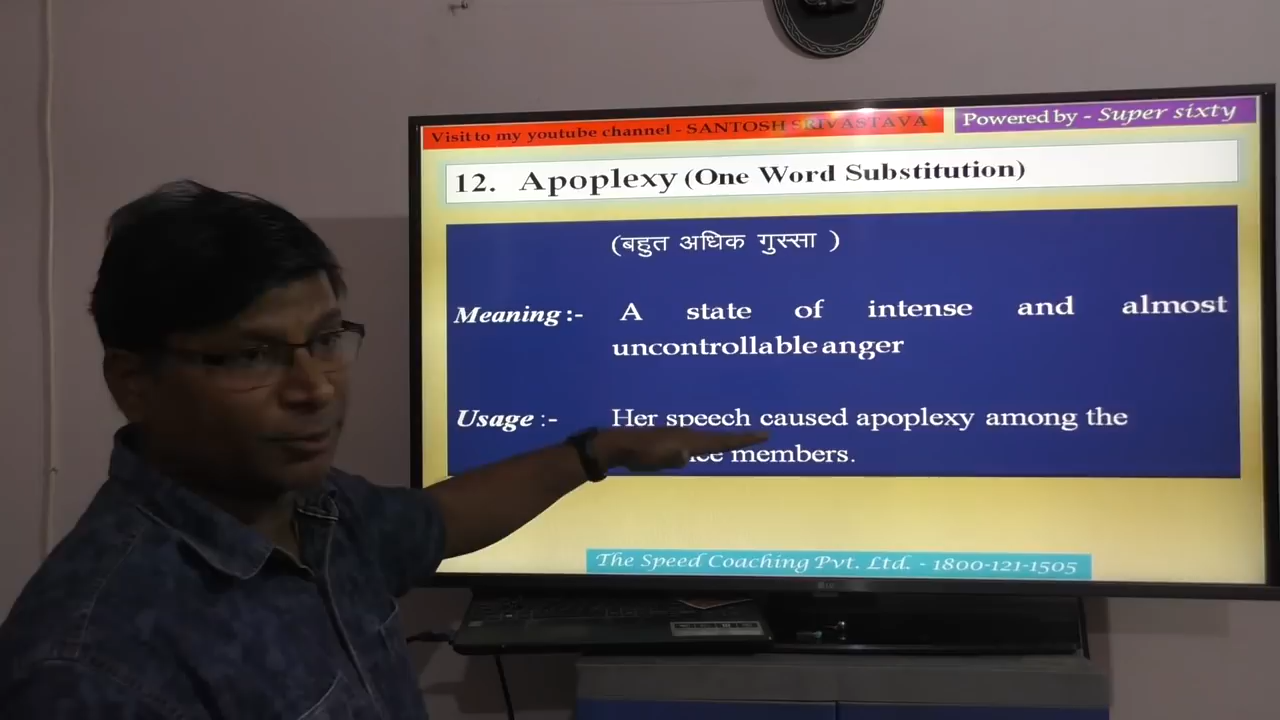 Visit to my youtube channel - SANTOSH SRIVASTAVA
Powered by - Super sixty
12. Apoplexy (One Word Substitution)
(बहुत अधिक गुस्सा )
Meaning :- A state of intense and almost
uncontrollable anger
Usage :- Her speech caused apoplexy among the
members.
The Speed Coaching Pvt. Ltd. - 1800-121-1505